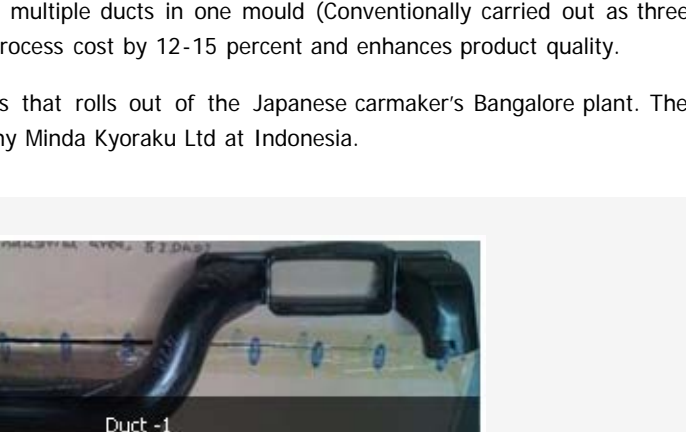 multiple ducts in one mould (Conventionally carried out as three
rocess cost by 12-15 percent and enhances product quality.
s that rolls out of the Japanese carmaker's Bangalore plant. The
ny Minda Kyoraku Ltd at Indonesia.
Duct -1